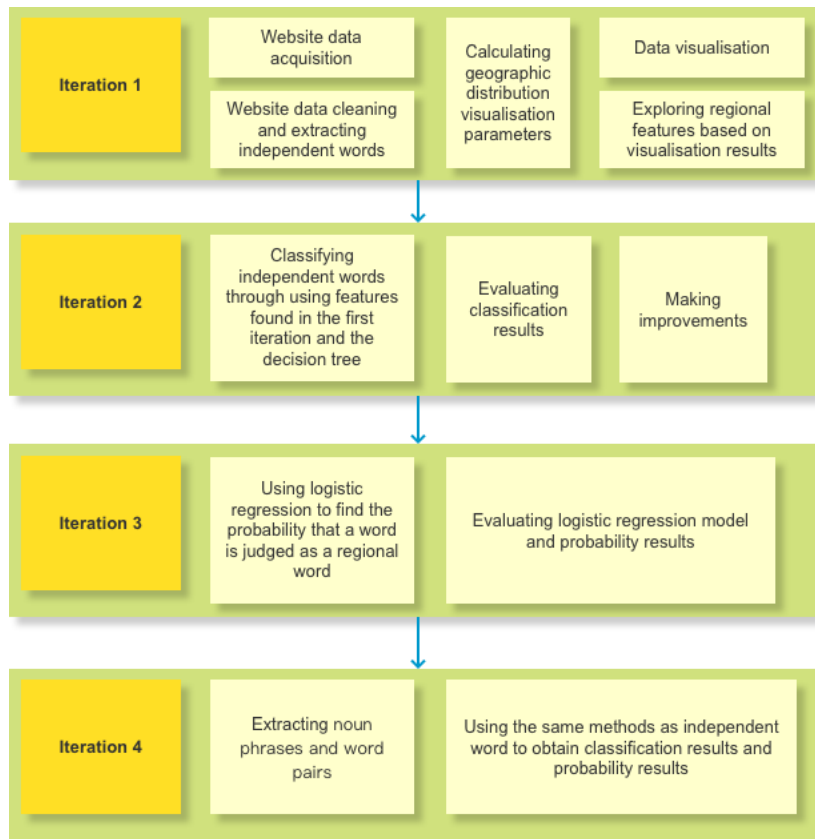 Iteration 1
Website data
acquisition
Website data cleaning
and extracting
independent words
Calculating
geographic
distribution
visualisation
parameters
Data visualisation
Exploring regional
features based on
visualisation results
Iteration 2
Classifying
independent words
through using features
found in the first
iteration and the
decision tree
Evaluating
classification
results
Making
improvements
Iteration 3
Using logistic
regression to find the
probability that a word
is judged as a regional
word
Evaluating logistic regression model
and probability results
Iteration 4
Extracting noun
phrases and word
pairs
Using the same methods as independent
word to obtain classification results and
probability results